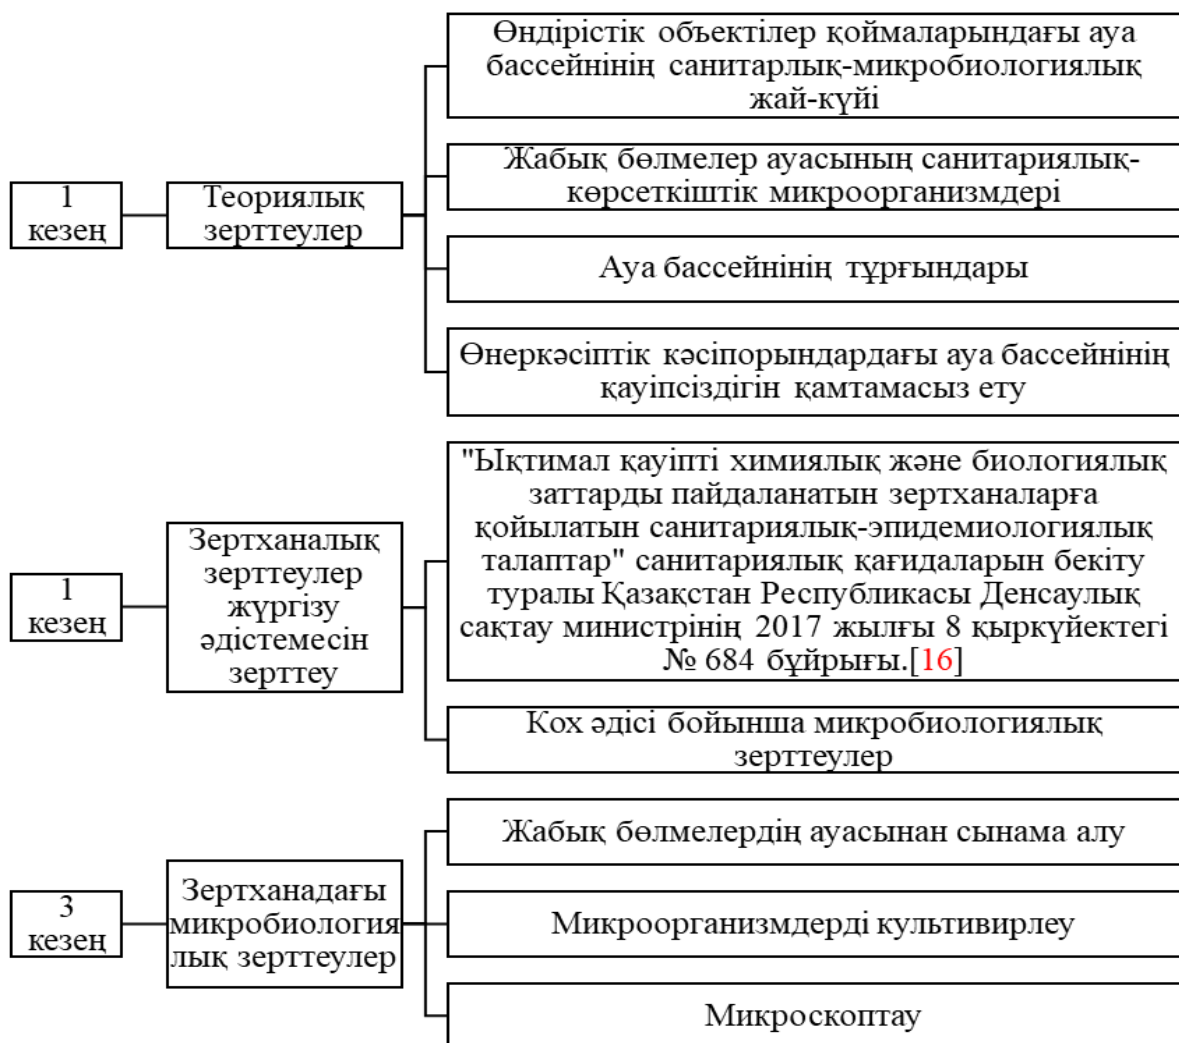 1
кезең
Теориялық
зерттеулер
Өндірістік объектілер қоймаларындағы ауа
бассейнінің санитарлық-микробиологиялық
жай-күйі
Жабық бөлмелер ауасының санитариялық-
көрсеткіштік микроорганизмдері
Ауа бассейнінің тұрғындары
Өнеркәсіптік кәсіпорындардағы ауа бассейнінің
қауіпсіздігін қамтамасыз ету
1
кезең
Зертханалық
зерттеулер
жүргізу
әдістемесін
зерттеу
"Ықтимал қауіпті химиялық және биологиялық
заттарды пайдаланатын зертханаларға
қойылатын санитариялық-эпидемиологиялық
талаптар" санитариялық қағидаларын бекіту
туралы Қазақстан Республикасы Денсаулық
сақтау министрінің 2017 жылғы 8 қыркүйектегі
№ 684 бұйрығы.[16]
Кох әдісі бойынша микробиологиялық
зерттеулер
3
кезең
Зертханадағы
микробиология
лық зерттеулер
Жабық бөлмелердің ауасынан сынама алу
Микроорганизмдерді культивирлеу
Микроскоптау